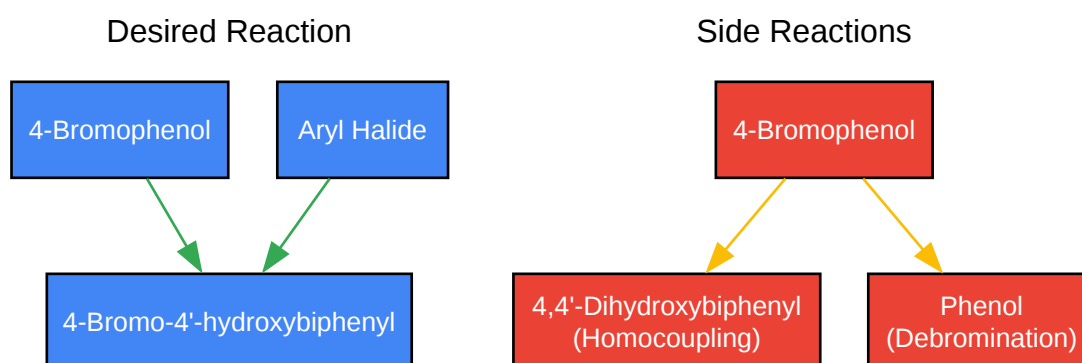 Desired Reaction
Side Reactions
4-Bromophenol
Aryl Halide
4-Bromophenol
4-Bromo-4'-hydroxybiphenyl
4,4'-Dihydroxybiphenyl
(Homocoupling)
Phenol
(Debromination)